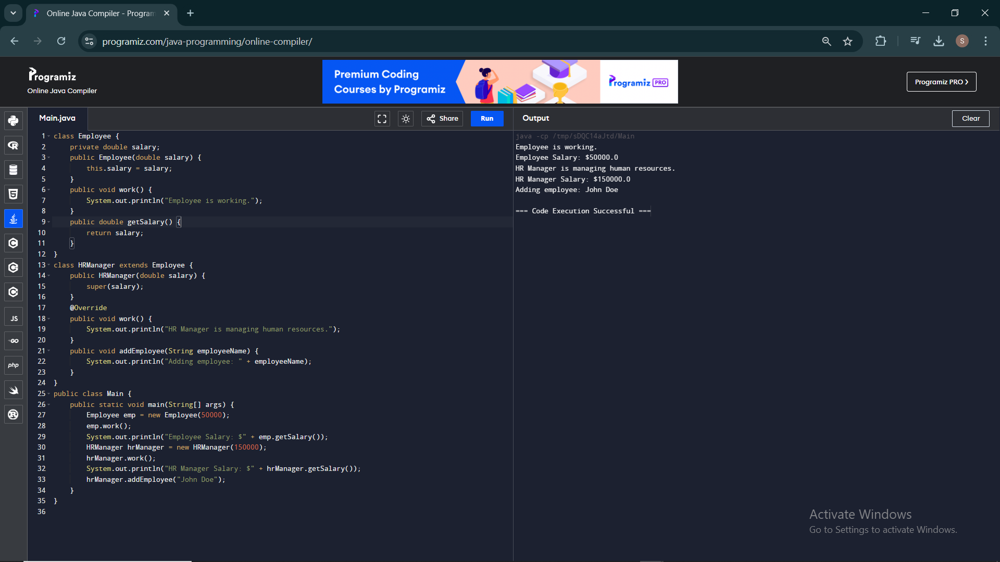 Online Java Compiler - Program
programiz.com/java-programming/online-compiler/
S
Programiz
Online Java Compiler
Premium Coding
Courses by Programiz
Programiz PRO
Programiz PRO ❯
Main.java
Share
Run
Output
Clear
JS
GO
php
1 class Employee {
2     private double salary;
3     public Employee(double salary) {
4         this.salary = salary;
5     }
6     public void work() {
7         System.out.println("Employee is working.");
8     }
9     public double getSalary() {
10         return salary;
11     }
12 }
13 class HRManager extends Employee {
14     public HRManager(double salary) {
15         super(salary);
16     }
17     @Override
18     public void work() {
19         System.out.println("HR Manager is managing human resources.");
20     }
21     public void addEmployee(String employeeName) {
22         System.out.println("Adding employee: " + employeeName);
23     }
24 }
25 public class Main {
26     public static void main(String[] args) {
27         Employee emp = new Employee(50000);
28         emp.work();
29         System.out.println("Employee Salary: $" + emp.getSalary());
30         HRManager hrManager = new HRManager(150000);
31         hrManager.work();
32         System.out.println("HR Manager Salary: $" + hrManager.getSalary());
33         hrManager.addEmployee("John Doe");
34     }
35 }
36
java -cp /tmp/sDQC14aJtd/Main
Employee is working.
Employee Salary: $50000.0
HR Manager is managing human resources.
HR Manager Salary: $150000.0
Adding employee: John Doe
=== Code Execution Successful ===
Activate Windows
Go to Settings to activate Windows.